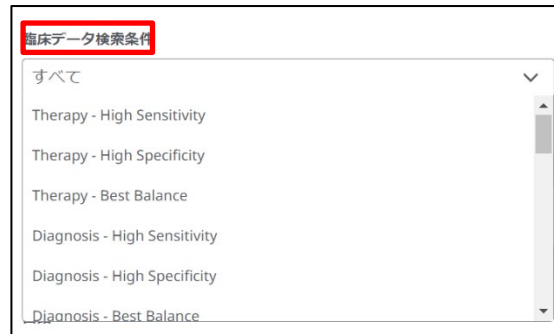 臨床データ検索条件
すべて
Therapy - High Sensitivity
Therapy - High Specificity
Therapy - Best Balance
Diagnosis - High Sensitivity
Diagnosis - High Specificity
Diagnosis - Best Balance